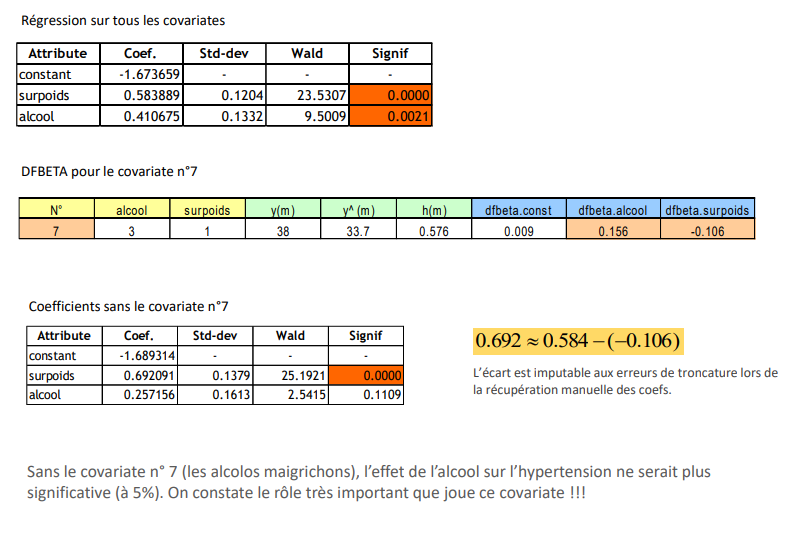 Régression sur tous les covariates
Attribute Coef. Std-dev Wald Signif
constant -1.673659 - - -
surpoids 0.583889 0.1204 23.5307 0.0000
alcool 0.410675 0.1332 9.5009 0.0021
DFBETA pour le covariate n°7
N° alcool surpoids y(m) y^ (m) h(m) dfbeta.const dfbeta.alcool dfbeta.surpoids
7 3 1 38 33.7 0.576 0.009 0.156 -0.106
Coefficients sans le covariate n°7
Attribute Coef. Std-dev Wald Signif
constant -1.689314 - - -
surpoids 0.692091 0.1379 25.1921 0.0000
alcool 0.257156 0.1613 2.5415 0.1109
0.692 ≈ 0.584 – (–0.106)
L'écart est imputable aux erreurs de troncature lors de
la récupération manuelle des coefs.
Sans le covariate n° 7 (les alcolos maigrichons), l'effet de l'alcool sur l'hypertension ne serait plus
significative (à 5%). On constate le rôle très important que joue ce covariate !!!